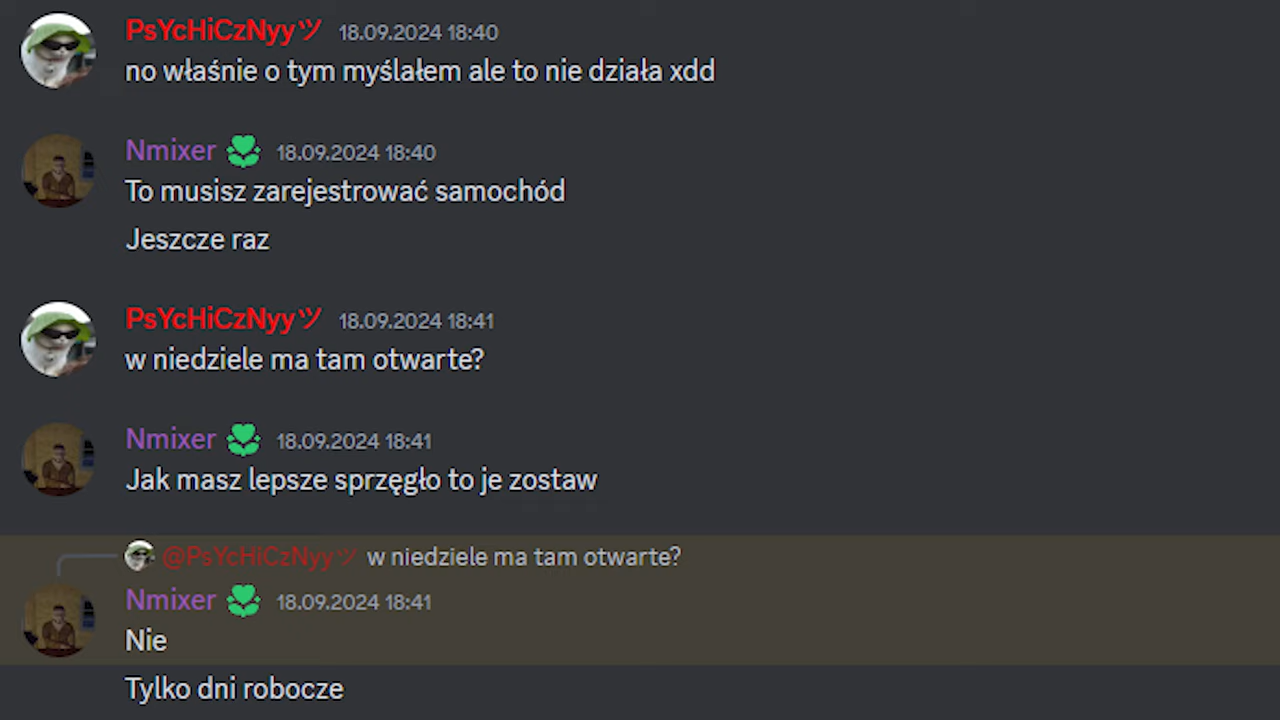 PsYcHiCzNyyツ 18.09.2024 18:40
no właśnie o tym myślałem ale to nie działa xdd
Nmixer 18.09.2024 18:40
To musisz zarejestrować samochód
Jeszcze raz
PsYcHiCzNyyツ 18.09.2024 18:41
w niedziele ma tam otwarte?
Nmixer 18.09.2024 18:41
Jak masz lepsze sprzęgło to je zostaw
@PsYcHiCzNyyツ w niedziele ma tam otwarte?
Nmixer 18.09.2024 18:41
Nie
Tylko dni robocze